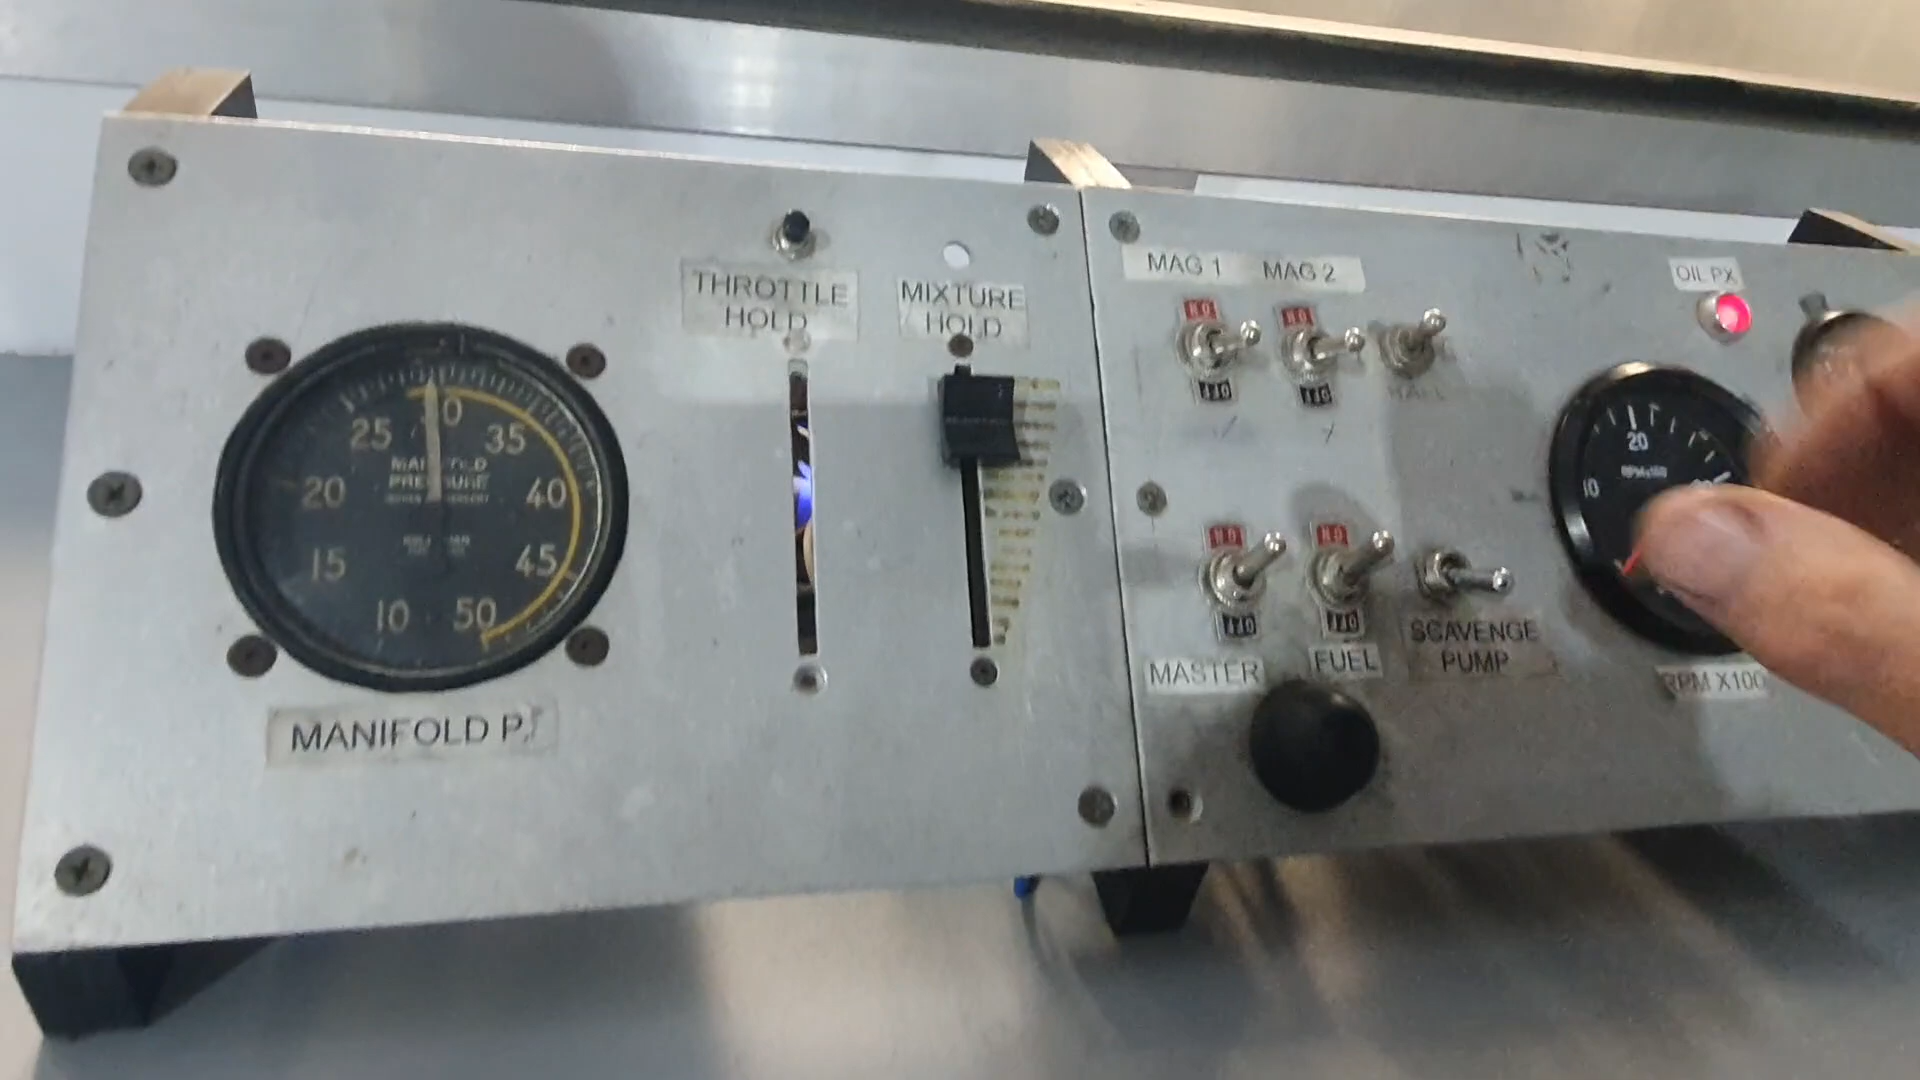 THROTTLE
HOLD
MIXTURE
HOLD
MAG 1
MAG 2
OIL PX
ON
ON
OFF
OFF
25
30
35
20
40
MANIFOLD
PRESSURE
15
45
10
50
MANIFOLD P.
20
10
RPMx100
ON
ON
OFF
OFF
MASTER
FUEL
SCAVENGE
PUMP
RPM X100